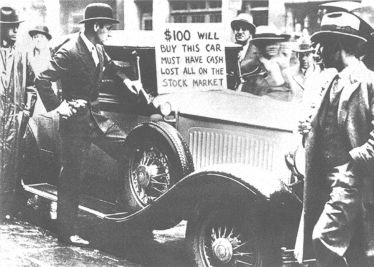 $100 WILL
BUY THIS CAR
MUST HAVE CASH
LOST ALL ON THE
STOCK MARKET